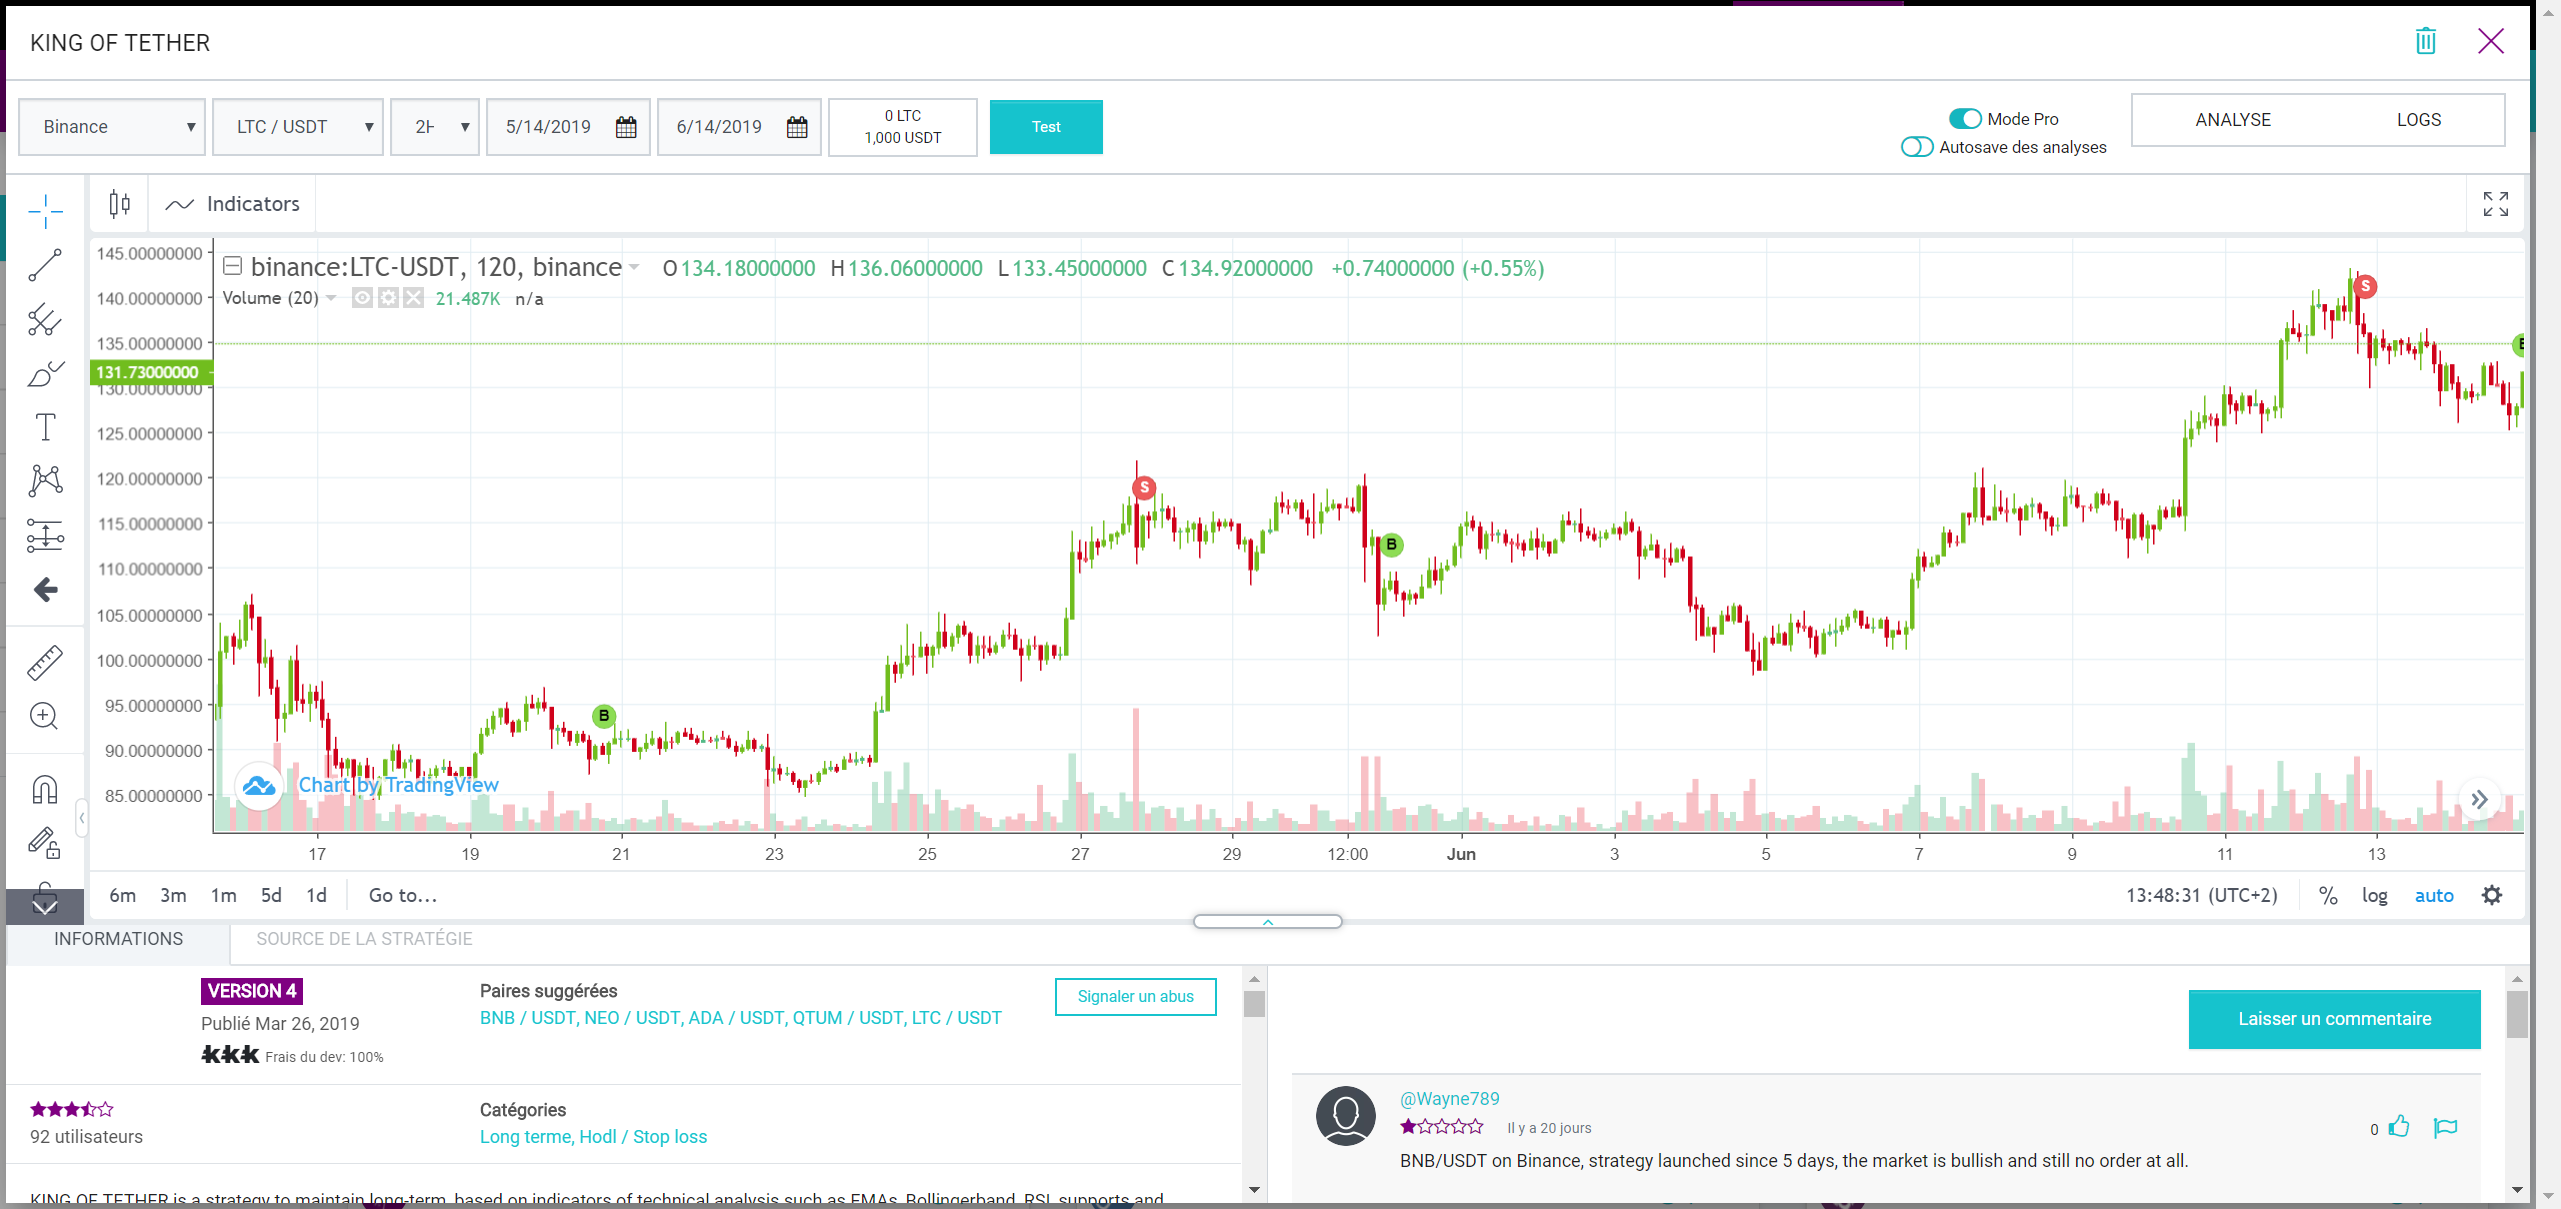 KING OF TETHER
Binance
LTC / USDT
2H
5/14/2019
6/14/2019
0 LTC
1,000 USDT
Test
Mode Pro
Autosave des analyses
ANALYSE
LOGS
Indicators
binance:LTC-USDT, 120, binance O134.18000000 H136.06000000 L133.45000000 C134.92000000 +0.74000000 (+0.55%)
Volume (20) 21.487K n/a
145.00000000
140.00000000
135.00000000
131.73000000
130.00000000
125.00000000
120.00000000
115.00000000
110.00000000
105.00000000
100.00000000
95.00000000
90.00000000
85.00000000
S
B
S
B
B
Chart by TradingView
17 19 21 23 25 27 29 12:00 Jun 3 5 7 9 11 13
6m 3m 1m 5d 1d Go to...
13:48:31 (UTC+2) % log auto
INFORMATIONS
SOURCE DE LA STRATÉGIE
VERSION 4
Publié Mar 26, 2019
Frais du dev: 100%
Paires suggérées
BNB / USDT, NEO / USDT, ADA / USDT, QTUM / USDT, LTC / USDT
Signaler un abus
92 utilisateurs
Catégories
Long terme, Hodl / Stop loss
KING OF TETHER is a strategy to maintain long-term, based on indicators of technical analysis such as EMAs, Bollingerband, RSI, supports and
Laisser un commentaire
@Wayne789
Il y a 20 jours
0
BNB/USDT on Binance, strategy launched since 5 days, the market is bullish and still no order at all.